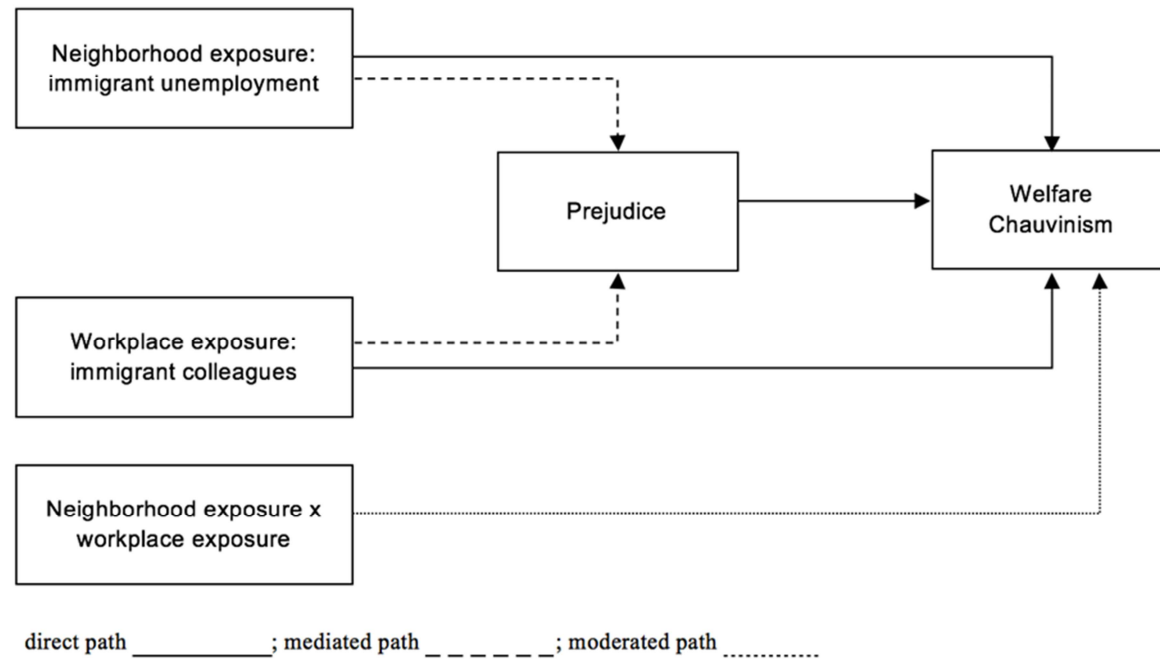 Neighborhood exposure:
immigrant unemployment
Prejudice
Welfare
Chauvinism
Workplace exposure:
immigrant colleagues
Neighborhood exposure x
workplace exposure
direct path ____________; mediated path _ _ _ _ _ _; moderated path ................